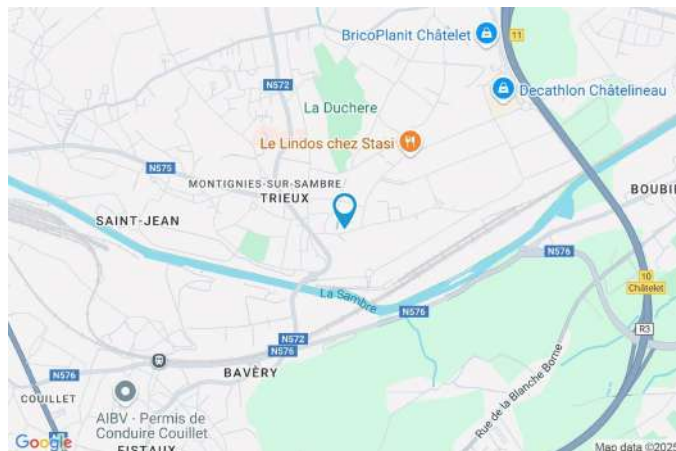 BricoPlanit Châtelet
11
N572
Decathlon Châtelineau
La Duchere
Le Lindos chez Stasi
N575
MONTIGNIES-SUR-SAMBRE
TRIEUX
BOUBIE
SAINT-JEAN
N576
10
Châtelet
La Sambre
N576
R3
N572
N576
N576
BAVÈRY
Rue de la Blanche Borne
COUILLET
AIBV - Permis de
Conduire Couillet
FISTAUX
Google
Map data ©2025